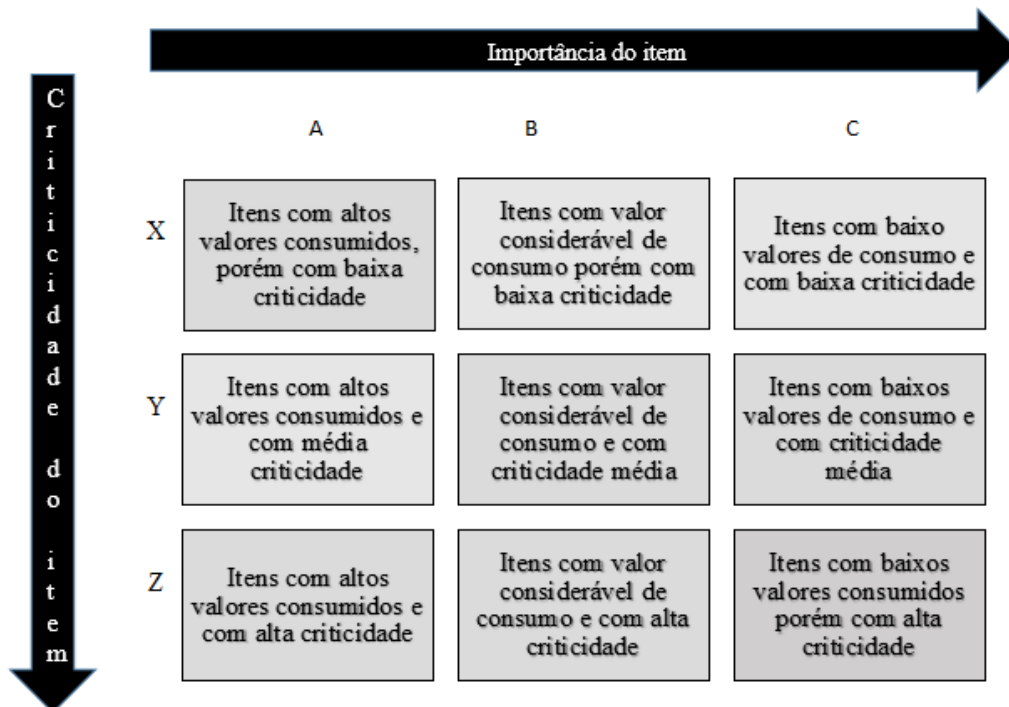 Importância do item
Criticidade do item
A B C
X
Itens com altos
valores consumidos,
porém com baixa
criticidade
Itens com valor
considerável de
consumo porém com
baixa criticidade
Itens com baixo
valores de consumo e
com baixa criticidade
Y
Itens com altos
valores consumidos e
com média
criticidade
Itens com valor
considerável de
consumo e com
criticidade média
Itens com baixos
valores de consumo e
com criticidade
média
Z
Itens com altos
valores consumidos e
com alta criticidade
Itens com valor
considerável de
consumo e com alta
criticidade
Itens com baixos
valores consumidos
porém com alta
criticidade